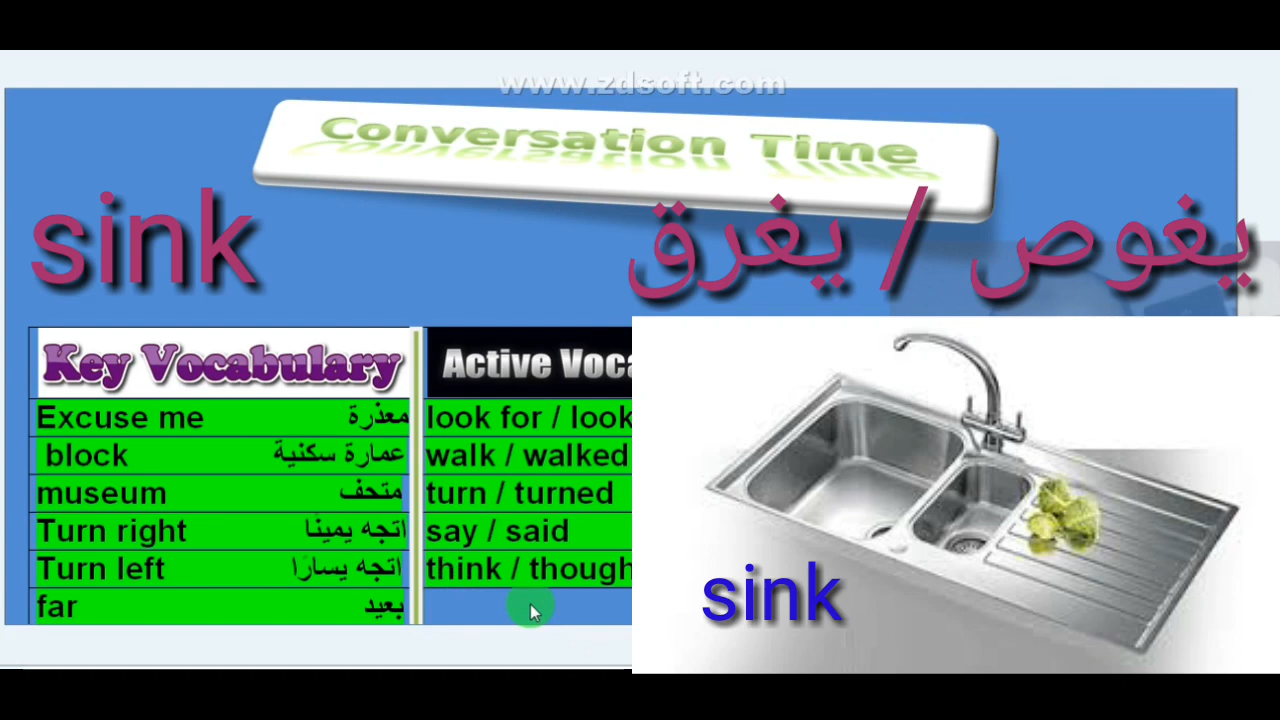 www.zdsoft.com
Conversation Time
sink
يغوص / يغرق
Key Vocabulary
Active Voca
Excuse me معذرة
look for / look
block عمارة سكنية
walk / walked
museum متحف
turn / turned
Turn right اتجه يمينًا
say / said
Turn left اتجه يسارًا
think / though
far بعيد
sink